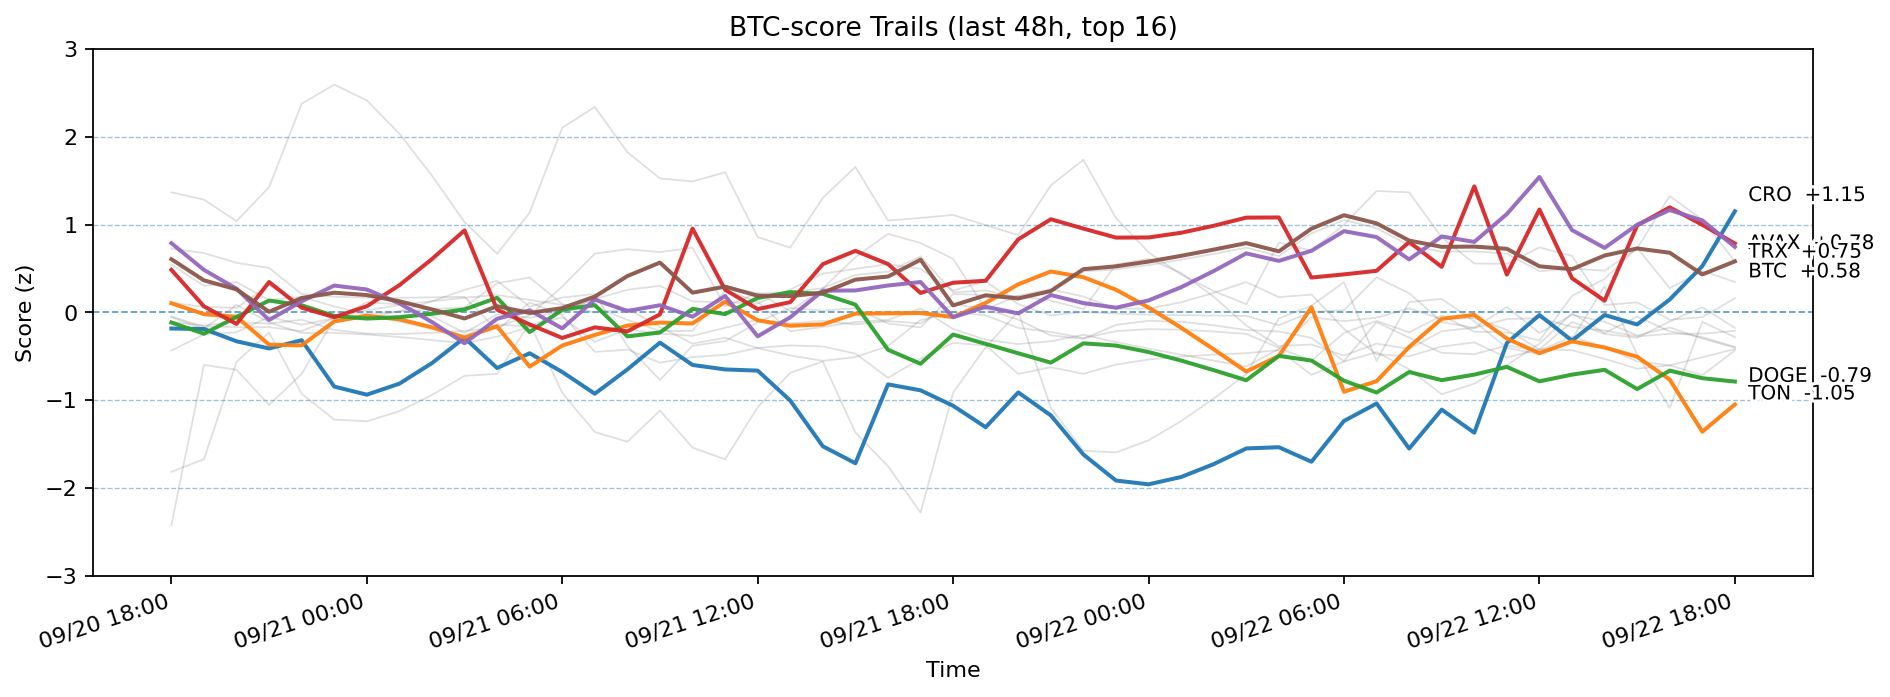 BTC-score Trails (last 48h, top 16)
Score (z)
3
2
1
0
−1
−2
−3
CRO +1.15
AVAX +0.78
TRX +0.75
BTC +0.58
DOGE -0.79
TON -1.05
09/20 18:00
09/21 00:00
09/21 06:00
09/21 12:00
09/21 18:00
09/22 00:00
09/22 06:00
09/22 12:00
09/22 18:00
Time